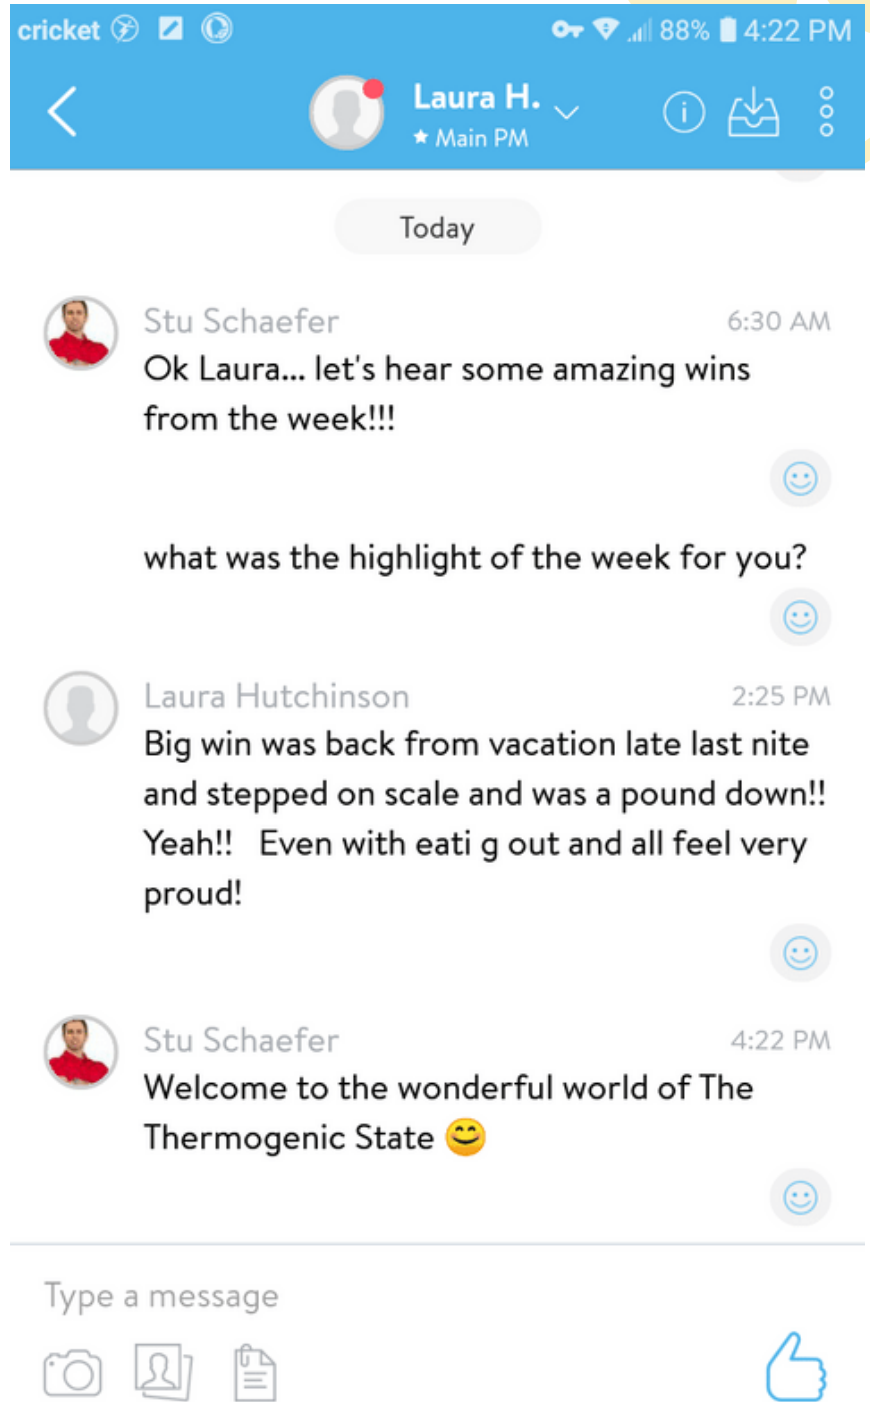 cricket 88% 4:22 PM
Laura H.
★ Main PM
Today
Stu Schaefer 6:30 AM
Ok Laura... let's hear some amazing wins
from the week!!!
what was the highlight of the week for you?
Laura Hutchinson 2:25 PM
Big win was back from vacation late last nite
and stepped on scale and was a pound down!!
Yeah!!   Even with eati g out and all feel very
proud!
Stu Schaefer 4:22 PM
Welcome to the wonderful world of The
Thermogenic State 😊
Type a message